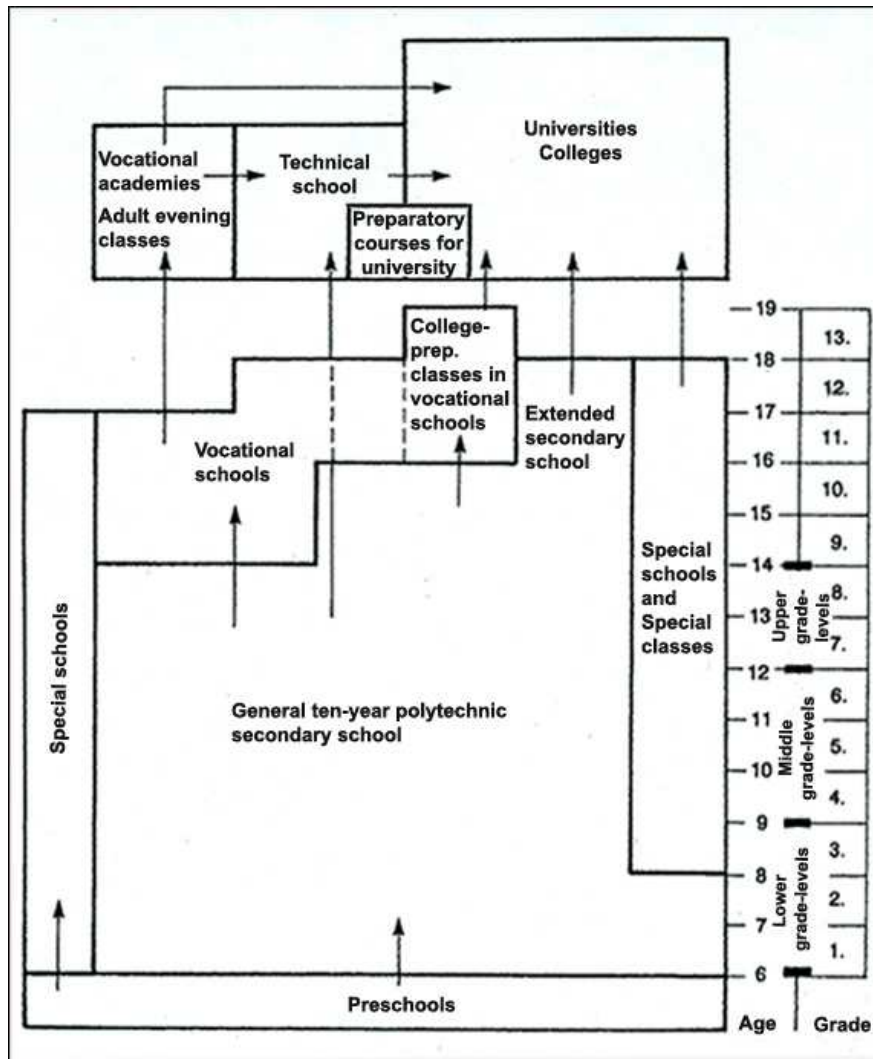 Universities
Colleges
Vocational
academies
Adult evening
classes
Technical
school
Preparatory
courses for
university
College-
prep.
classes in
vocational
schools
Vocational
schools
Extended
secondary
school
Special
schools
and
Special
classes
Special schools
General ten-year polytechnic
secondary school
Preschools
19
18
17
16
15
14
13
12
11
10
9
8
7
6
Age
Upper
grade-
levels
Middle
grade-levels
Lower
grade-levels
13.
12.
11.
10.
9.
8.
7.
6.
5.
4.
3.
2.
1.
Grade